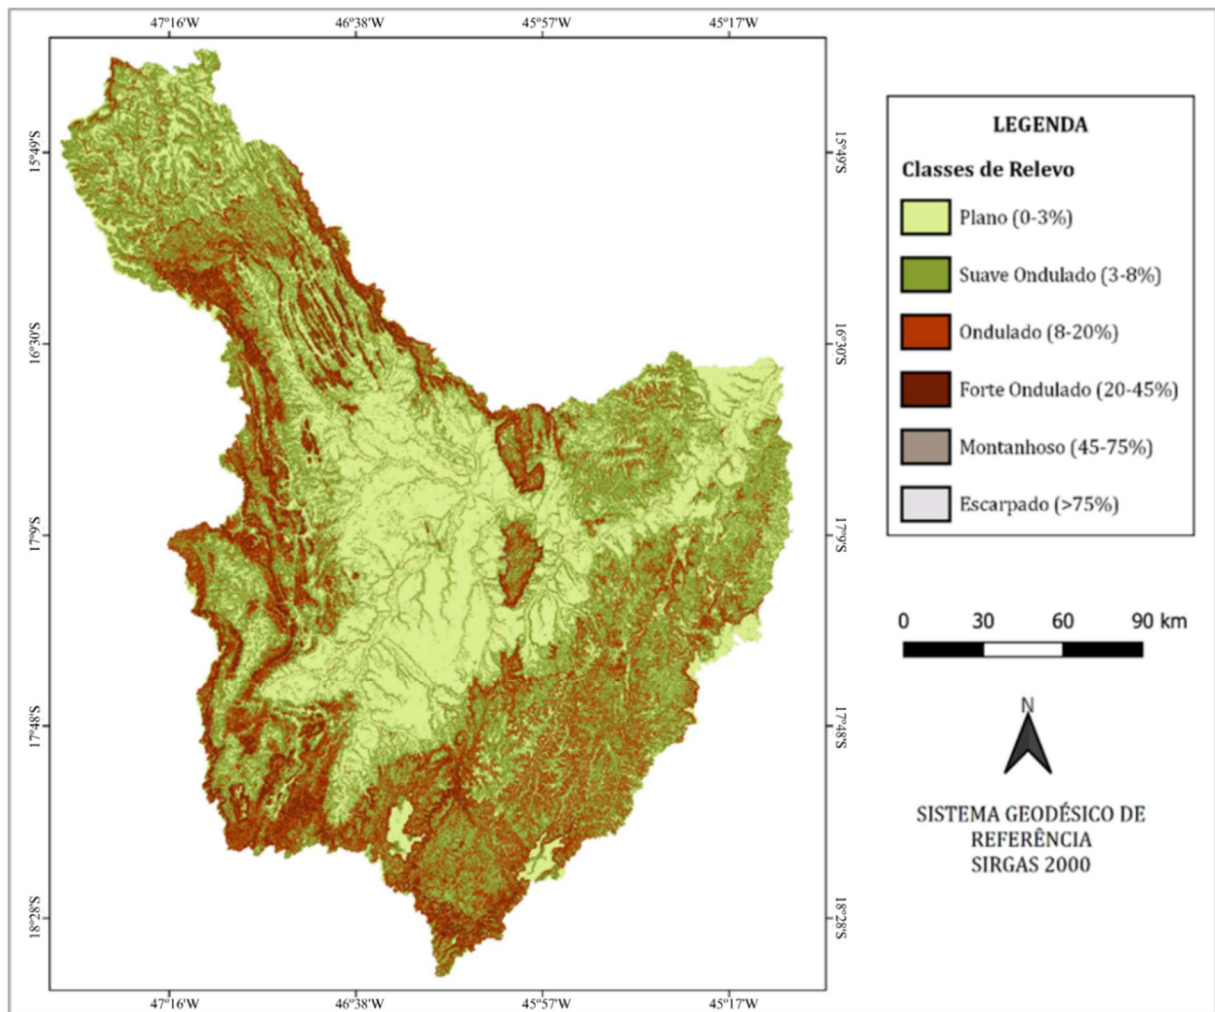 47°16'W 46°38'W 45°57'W 45°17'W
15°49'S 15°49'S
16°30'S 16°30'S
17°9'S 17°9'S
17°48'S 17°48'S
18°28'S 18°28'S
47°16'W 46°38'W 45°57'W 45°17'W
LEGENDA
Classes de Relevo
Plano (0-3%)
Suave Ondulado (3-8%)
Ondulado (8-20%)
Forte Ondulado (20-45%)
Montanhoso (45-75%)
Escarpado (>75%)
0 30 60 90 km
N
SISTEMA GEODÉSICO DE
REFERÊNCIA
SIRGAS 2000